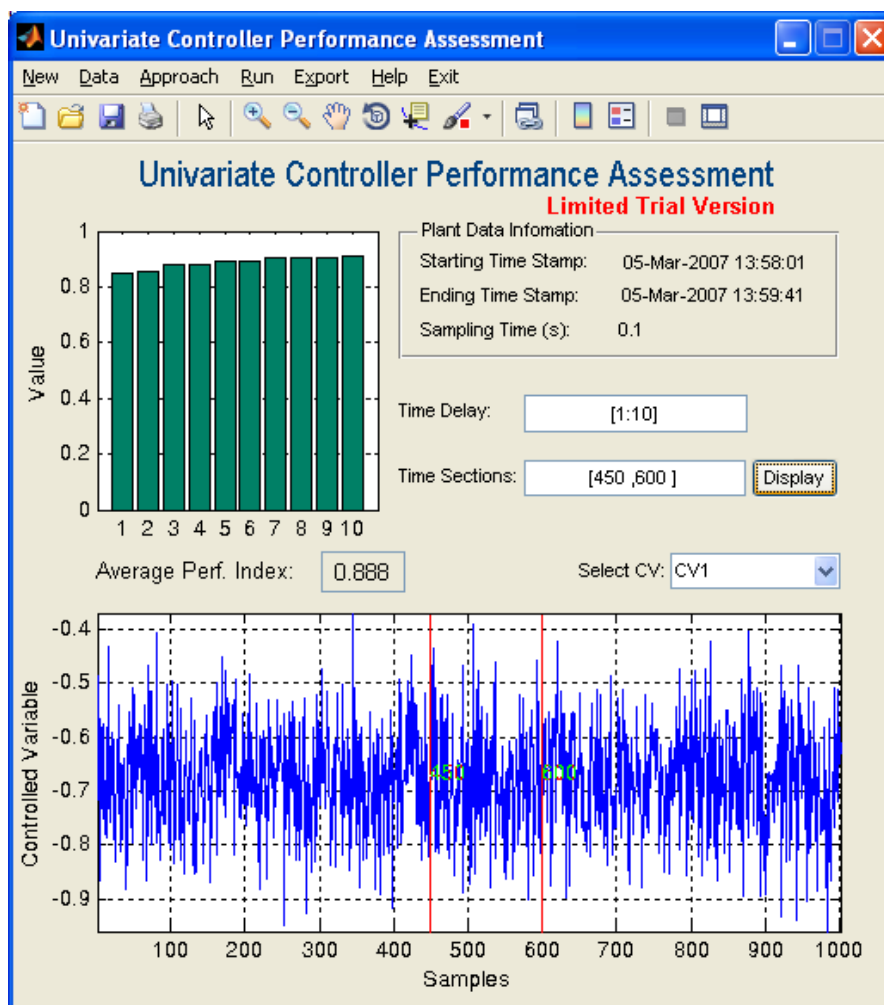 Univariate Controller Performance Assessment
New Data Approach Run Export Help Exit
Univariate Controller Performance Assessment
Limited Trial Version
1
0.8
0.6
0.4
0.2
0
Value
1 2 3 4 5 6 7 8 9 10
Plant Data Infomation
Starting Time Stamp: 05-Mar-2007 13:58:01
Ending Time Stamp: 05-Mar-2007 13:59:41
Sampling Time (s): 0.1
Time Delay: [1:10]
Time Sections: [450 ,600 ] Display
Average Perf. Index: 0.888
Select CV: CV1
-0.4
-0.5
-0.6
-0.7
-0.8
-0.9
Controlled Variable
450 600
100 200 300 400 500 600 700 800 900 1000
Samples